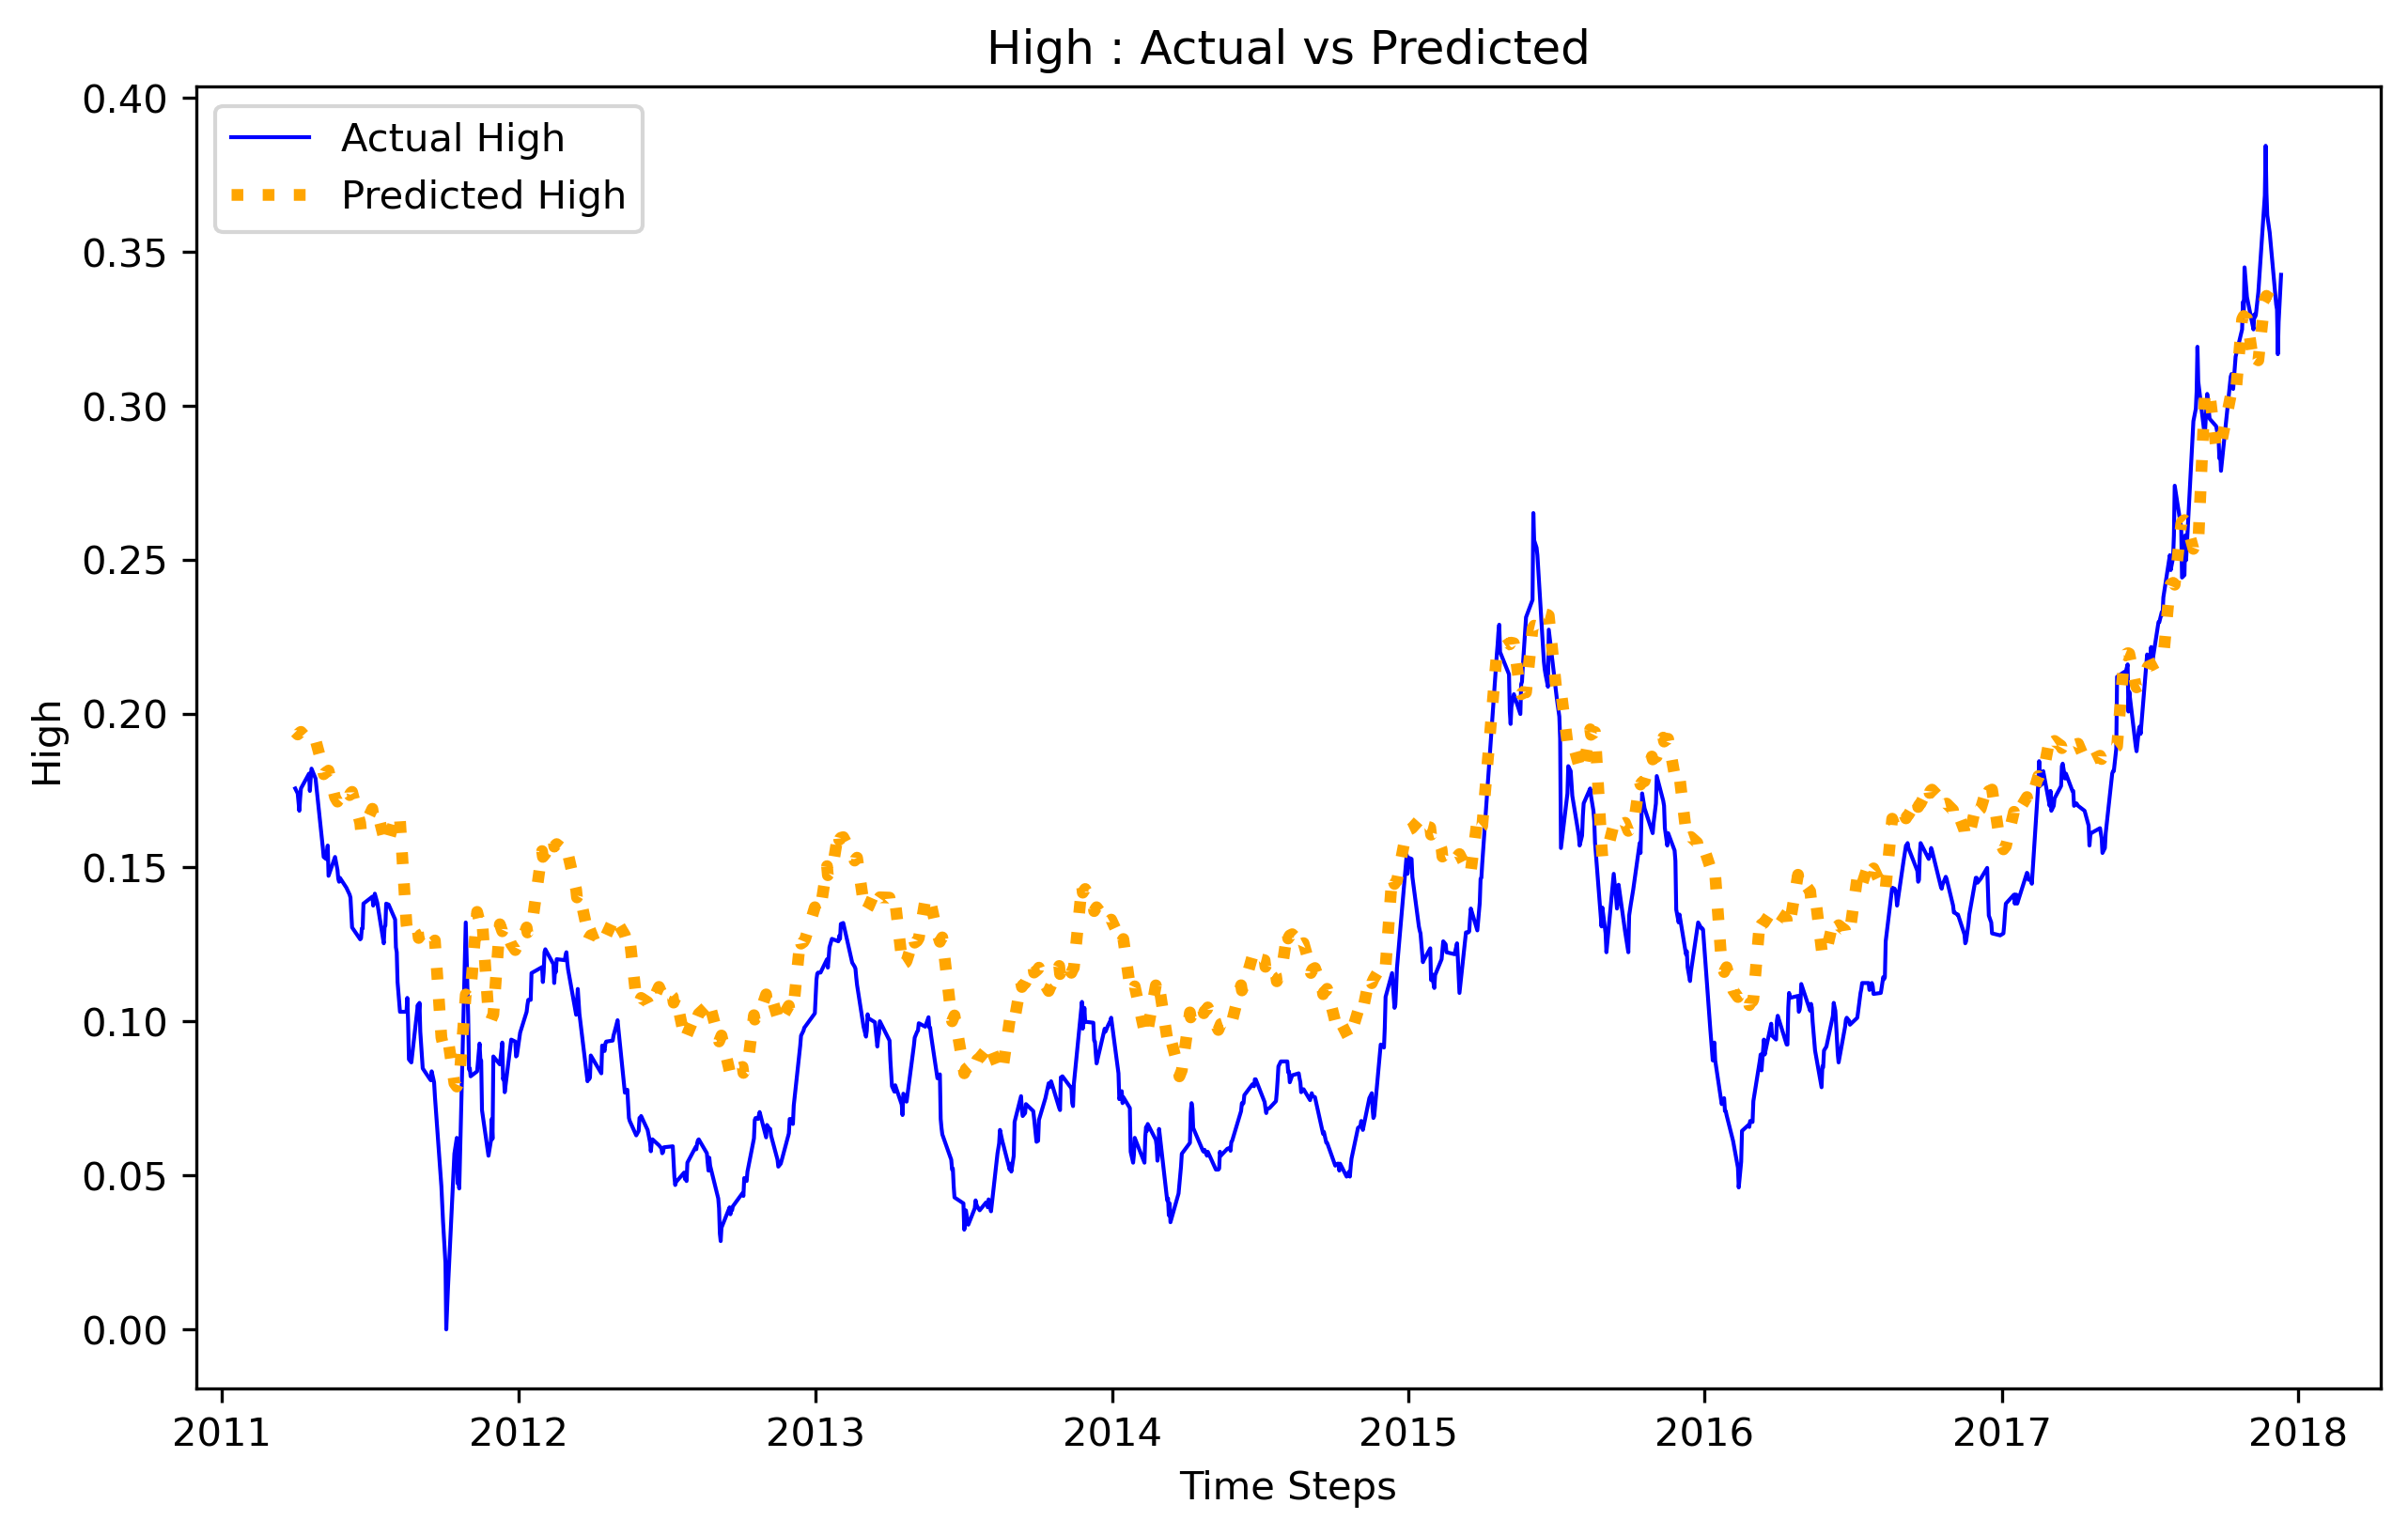 High : Actual vs Predicted
Actual High
Predicted High
High
0.40
0.35
0.30
0.25
0.20
0.15
0.10
0.05
0.00
2011 2012 2013 2014 2015 2016 2017 2018
Time Steps